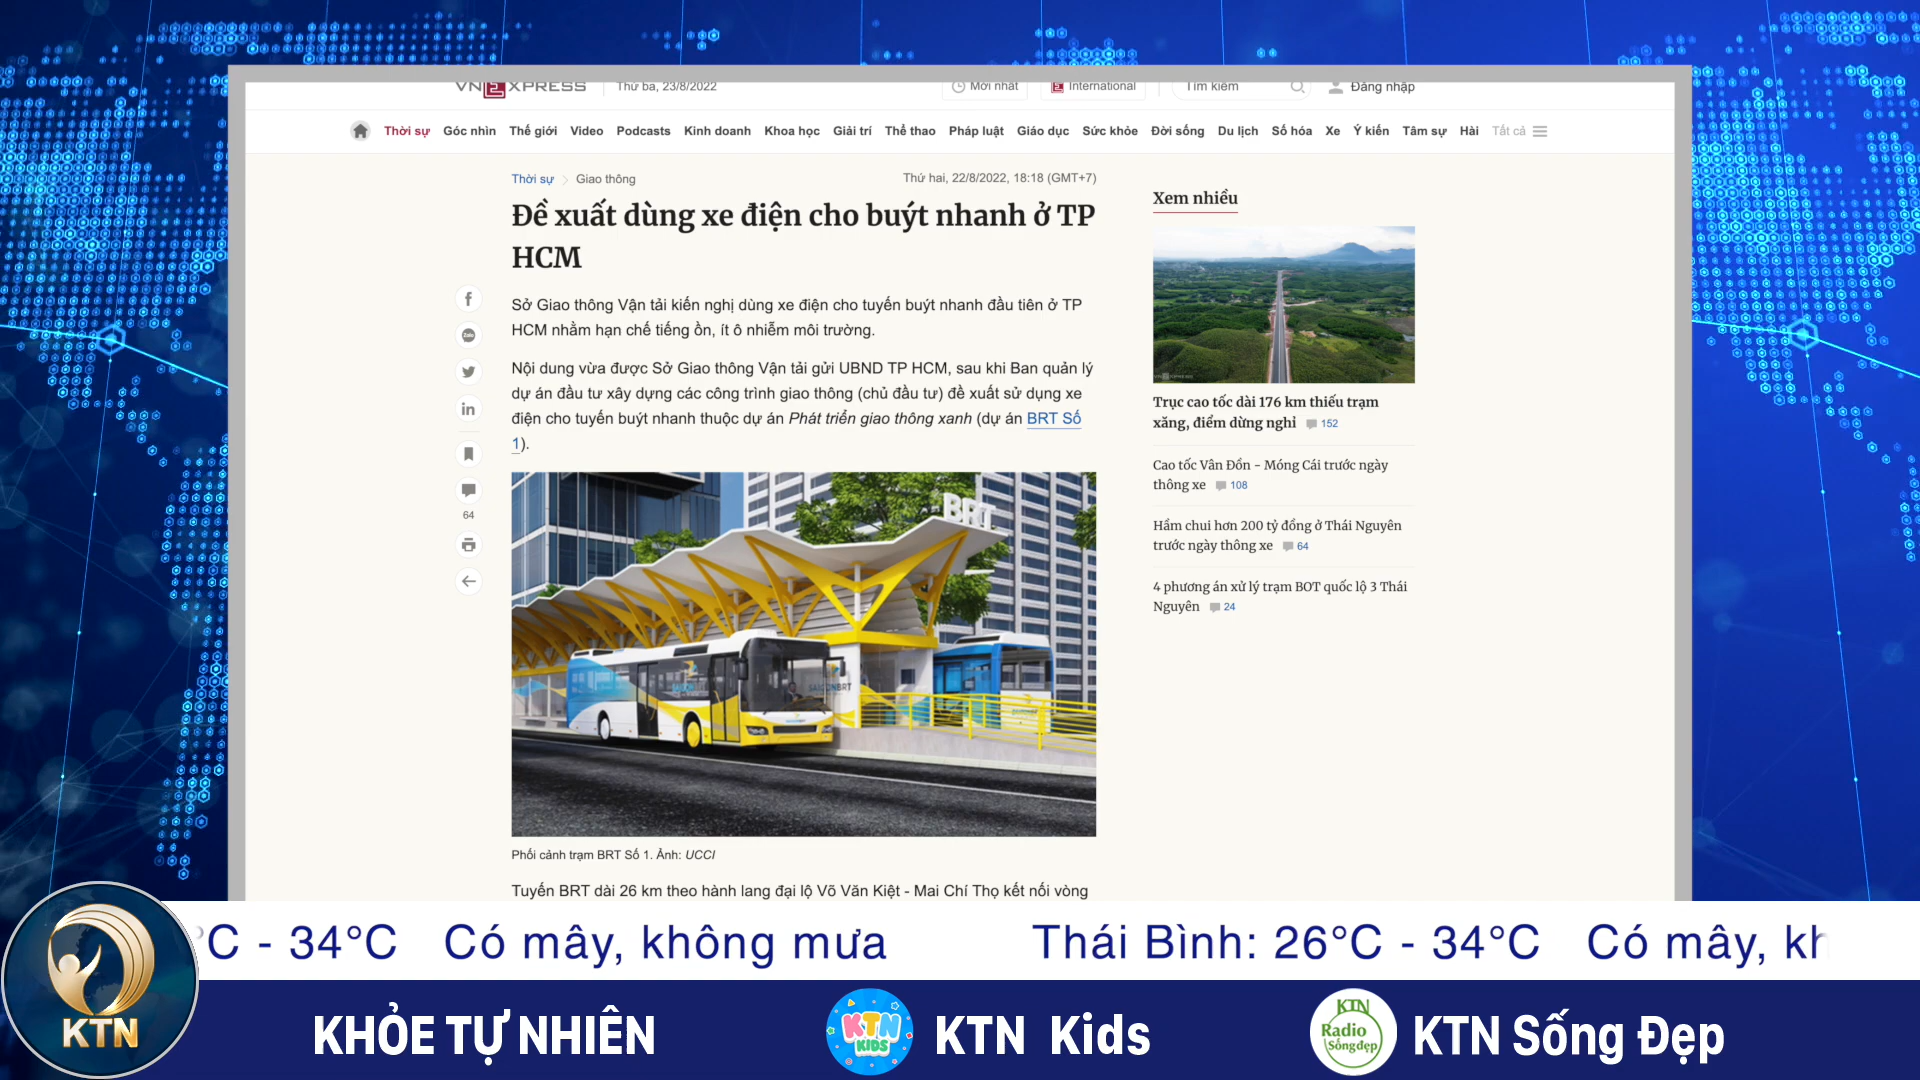 VNEXPRESS
Thứ ba, 23/8/2022
Mới nhất
International
Tìm kiếm
Đăng nhập
Thời sự Góc nhìn Thế giới Video Podcasts Kinh doanh Khoa học Giải trí Thể thao Pháp luật Giáo dục Sức khỏe Đời sống Du lịch Số hóa Xe Ý kiến Tâm sự Hài Tất cả
Thời sự > Giao thông
Thứ hai, 22/8/2022, 18:18 (GMT+7)
Đề xuất dùng xe điện cho buýt nhanh ở TP
HCM
Sở Giao thông Vận tải kiến nghị dùng xe điện cho tuyến buýt nhanh đầu tiên ở TP
HCM nhằm hạn chế tiếng ồn, ít ô nhiễm môi trường.
Nội dung vừa được Sở Giao thông Vận tải gửi UBND TP HCM, sau khi Ban quản lý
dự án đầu tư xây dựng các công trình giao thông (chủ đầu tư) đề xuất sử dụng xe
điện cho tuyến buýt nhanh thuộc dự án Phát triển giao thông xanh (dự án BRT Số
1).
64
BRT
SAIGONBRT
Phối cảnh trạm BRT Số 1. Ảnh: UCCI
Tuyến BRT dài 26 km theo hành lang đại lộ Võ Văn Kiệt - Mai Chí Thọ kết nối vòng
Xem nhiều
Trục cao tốc dài 176 km thiếu trạm
xăng, điểm dừng nghỉ 152
Cao tốc Vân Đồn - Móng Cái trước ngày
thông xe 108
Hầm chui hơn 200 tỷ đồng ở Thái Nguyên
trước ngày thông xe 64
4 phương án xử lý trạm BOT quốc lộ 3 Thái
Nguyên 24
°C - 34°C Có mây, không mưa Thái Bình: 26°C - 34°C Có mây, kh
KTN
KHỎE TỰ NHIÊN
KTN KIDS
KTN Kids
KTN Radio Sống đẹp
KTN Sống Đẹp